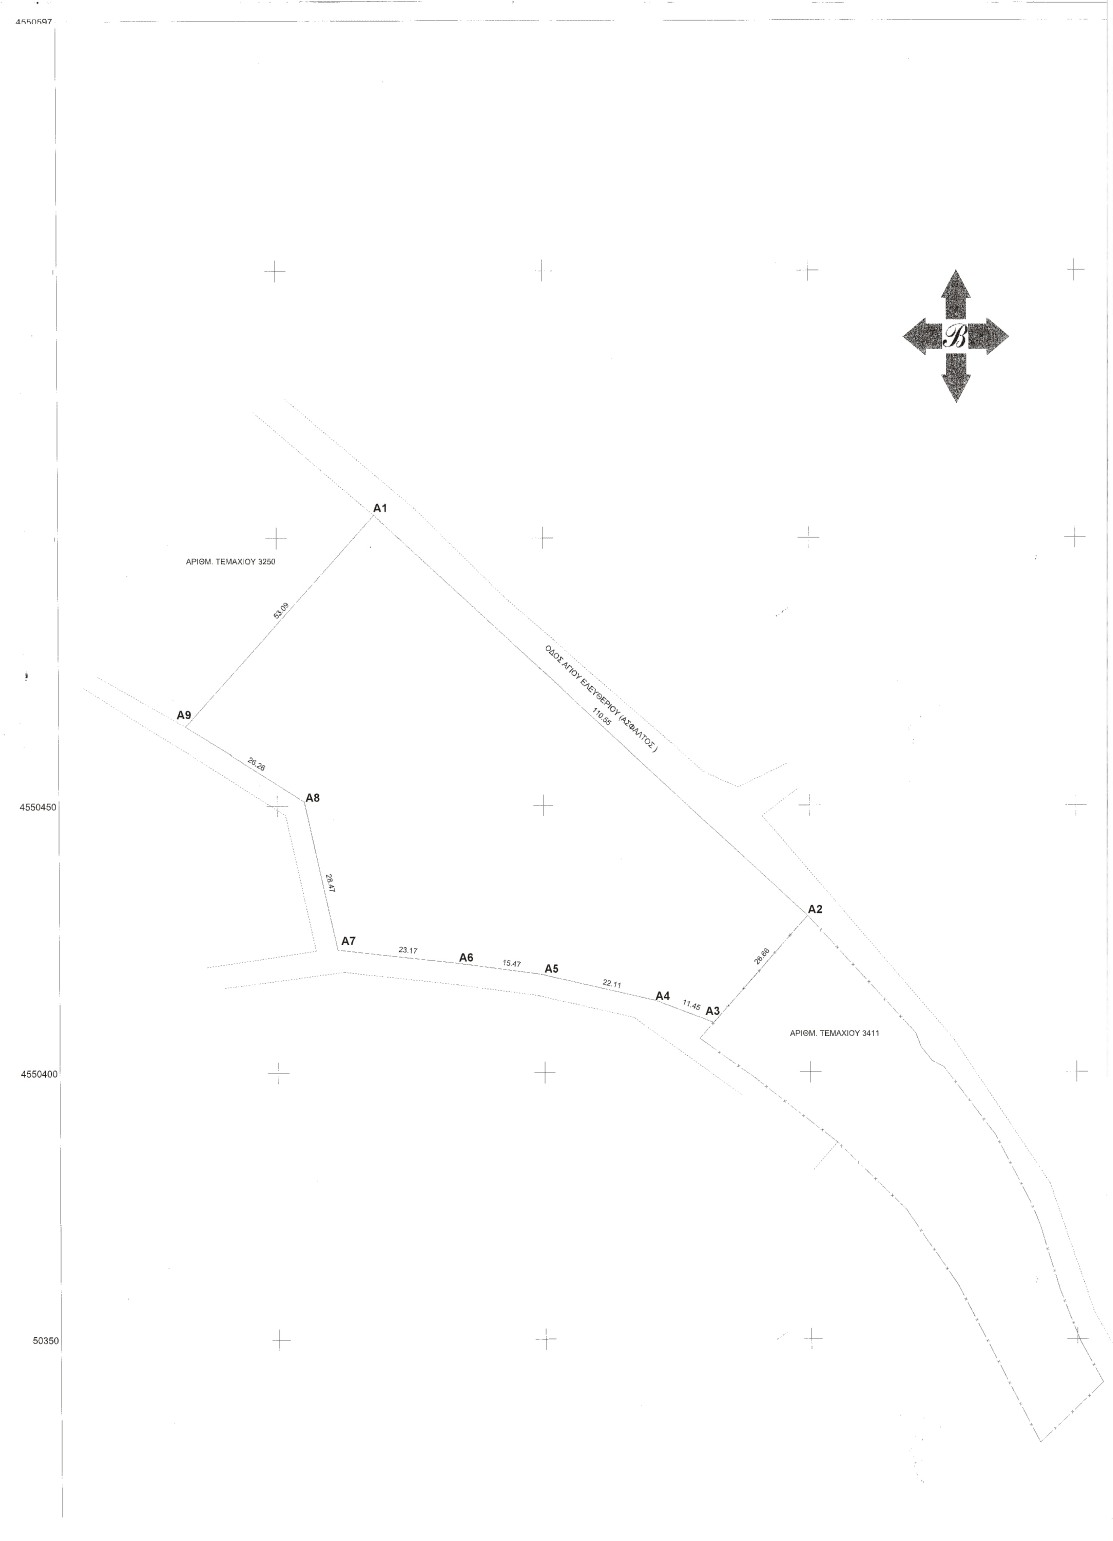 4550597
B
A1
ΑΡΙΘΜ. ΤΕΜΑΧΙΟΥ 3250
53.09
ΟΔΟΣ ΑΓΙΟΥ ΕΛΕΥΘΕΡΙΟΥ (ΑΣΦΑΛΤΟΣ )
110.55
A9
26.28
A8
4550450
28.47
A2
A7
23.17
A6
15.47
A5
26.66
22.11
A4
11.45
A3
ΑΡΙΘΜ. ΤΕΜΑΧΙΟΥ 3411
4550400
50350